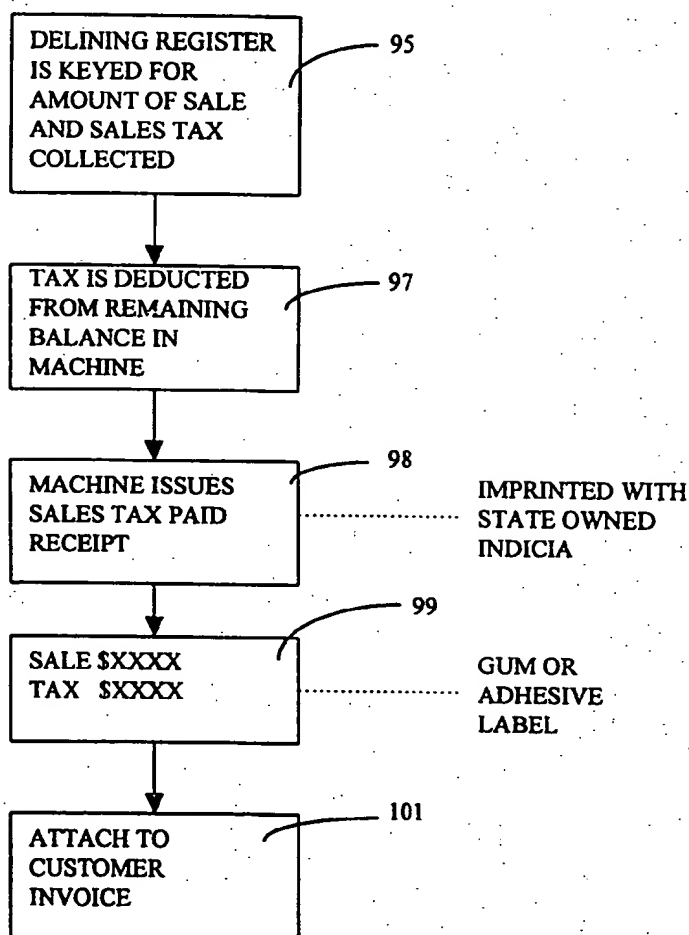 DELINING REGISTER
IS KEYED FOR
AMOUNT OF SALE
AND SALES TAX
COLLECTED
95
TAX IS DEDUCTED
FROM REMAINING
BALANCE IN
MACHINE
97
MACHINE ISSUES
SALES TAX PAID
RECEIPT
98
IMPRINTED WITH
STATE OWNED
INDICIA
SALE $XXXX
TAX $XXXX
99
GUM OR
ADHESIVE
LABEL
ATTACH TO
CUSTOMER
INVOICE
101